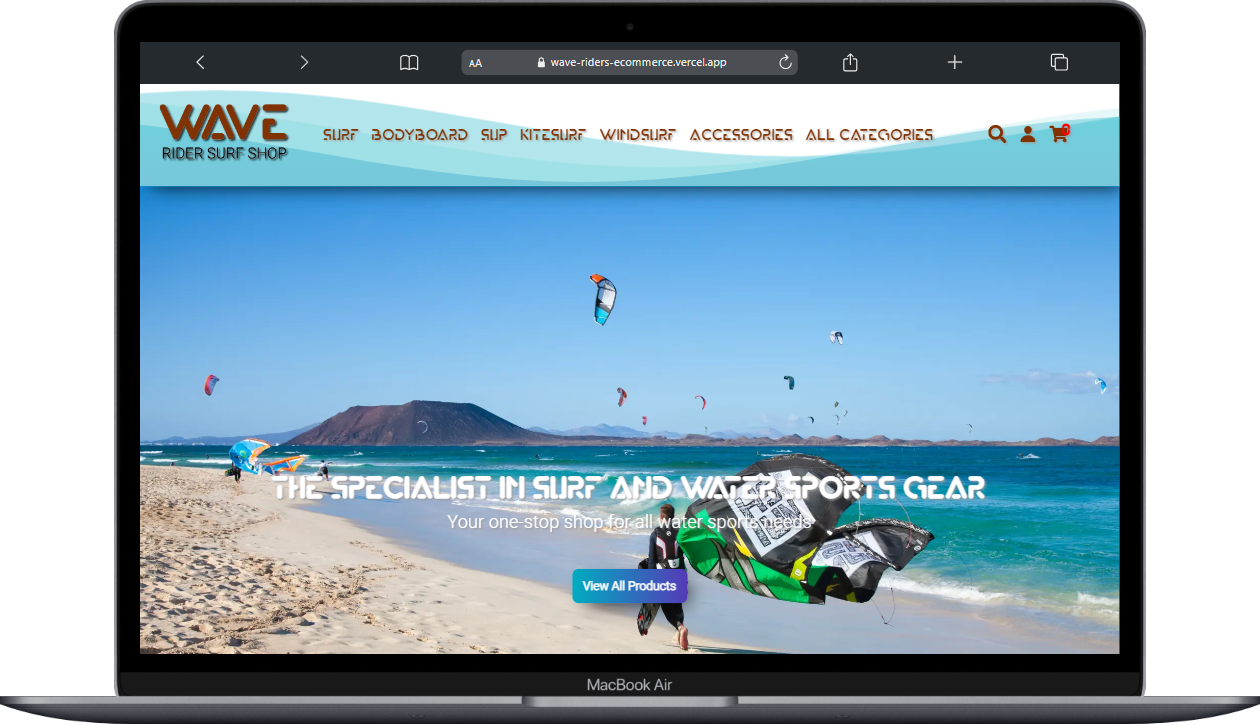 AA wave-riders-ecommerce.vercel.app
WAVE
RIDER SURF SHOP
SURF BODYBOARD SUP KITESURF WINDSURF ACCESSORIES ALL CATEGORIES
THE SPECIALIST IN SURF AND WATER SPORTS GEAR
Your one-stop shop for all water sports needs
View All Products
MacBook Air